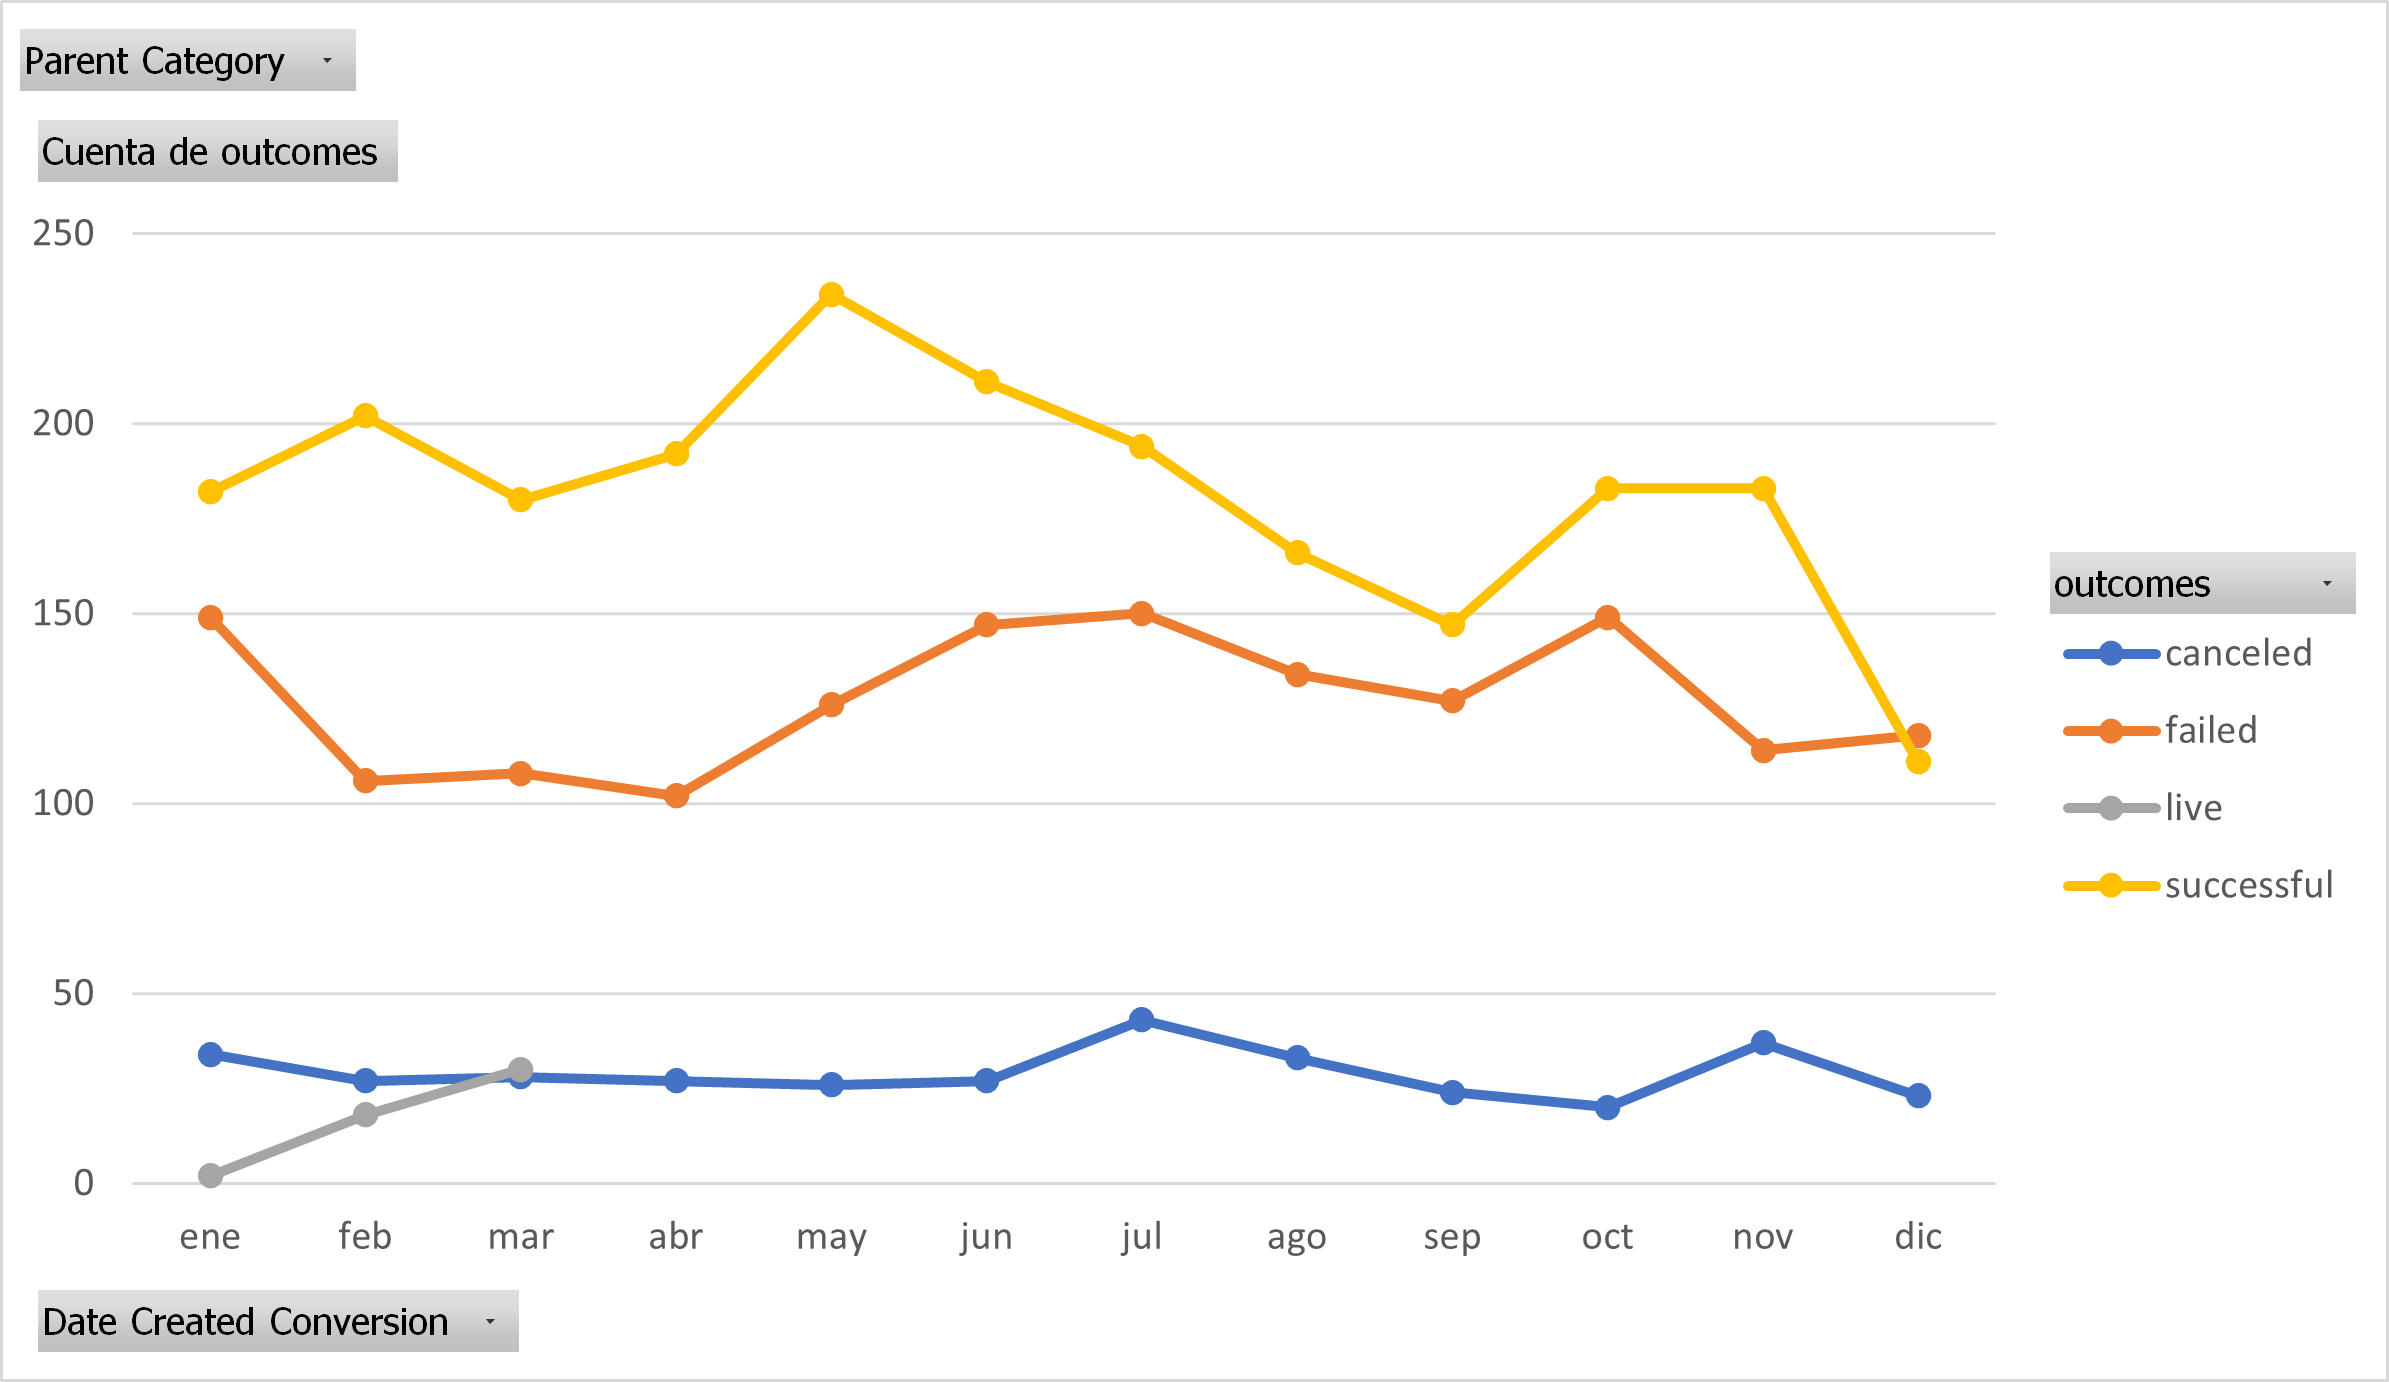 Parent Category
Cuenta de outcomes
250
200
150
100
50
0
ene feb mar abr may jun jul ago sep oct nov dic
outcomes
canceled
failed
live
successful
Date Created Conversion